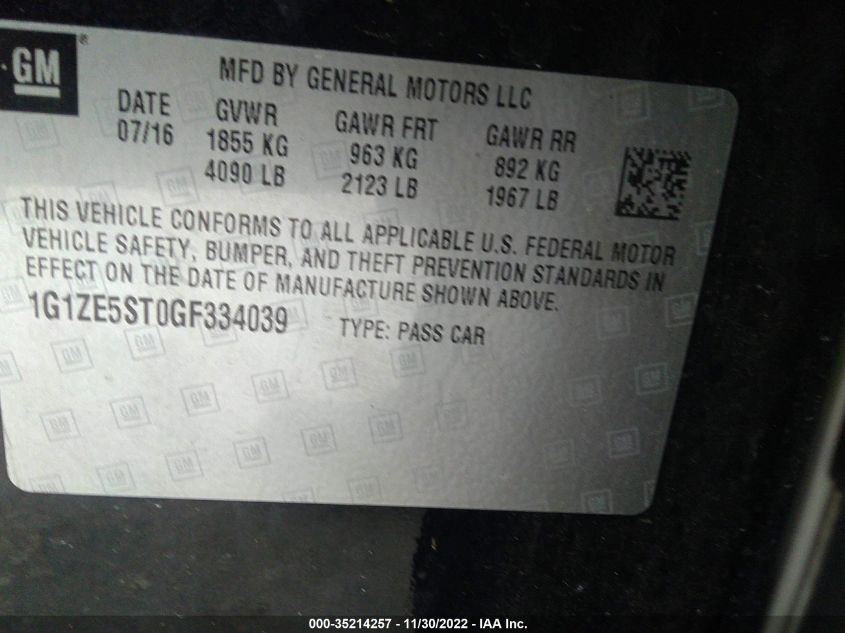 GM®
MFD BY GENERAL MOTORS LLC
DATE GVWR GAWR FRT GAWR RR
07/16 1855 KG 963 KG 892 KG
4090 LB 2123 LB 1967 LB
THIS VEHICLE CONFORMS TO ALL APPLICABLE U.S. FEDERAL MOTOR
VEHICLE SAFETY, BUMPER, AND THEFT PREVENTION STANDARDS IN
EFFECT ON THE DATE OF MANUFACTURE SHOWN ABOVE.
1G1ZE5ST0GF334039 TYPE: PASS CAR
000-35214257 - 11/30/2022 - IAA Inc.